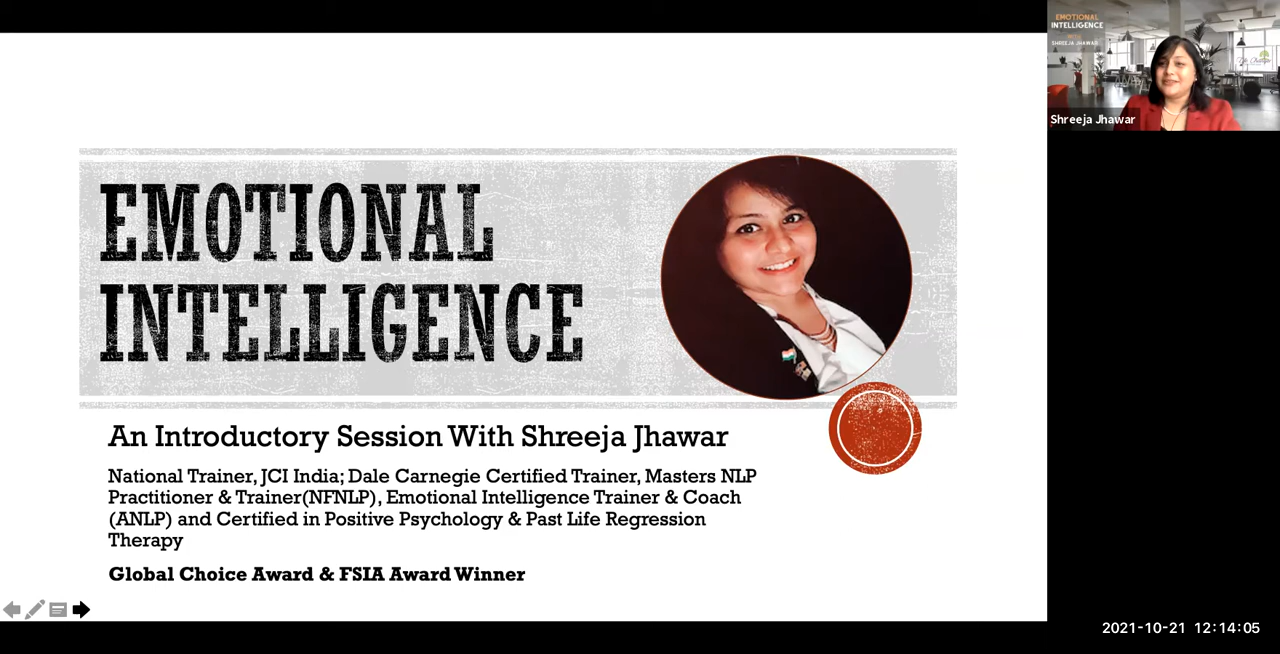 EMOTIONAL
INTELLIGENCE
An Introductory Session With Shreeja Jhawar
National Trainer, JCI India; Dale Carnegie Certified Trainer, Masters NLP
Practitioner & Trainer(NFNLP), Emotional Intelligence Trainer & Coach
(ANLP) and Certified in Positive Psychology & Past Life Regression
Therapy
Global Choice Award & FSIA Award Winner
EMOTIONAL
INTELLIGENCE
WITH
SHREEJA JHAWAR
Shreeja Jhawar
2021-10-21 12:14:05